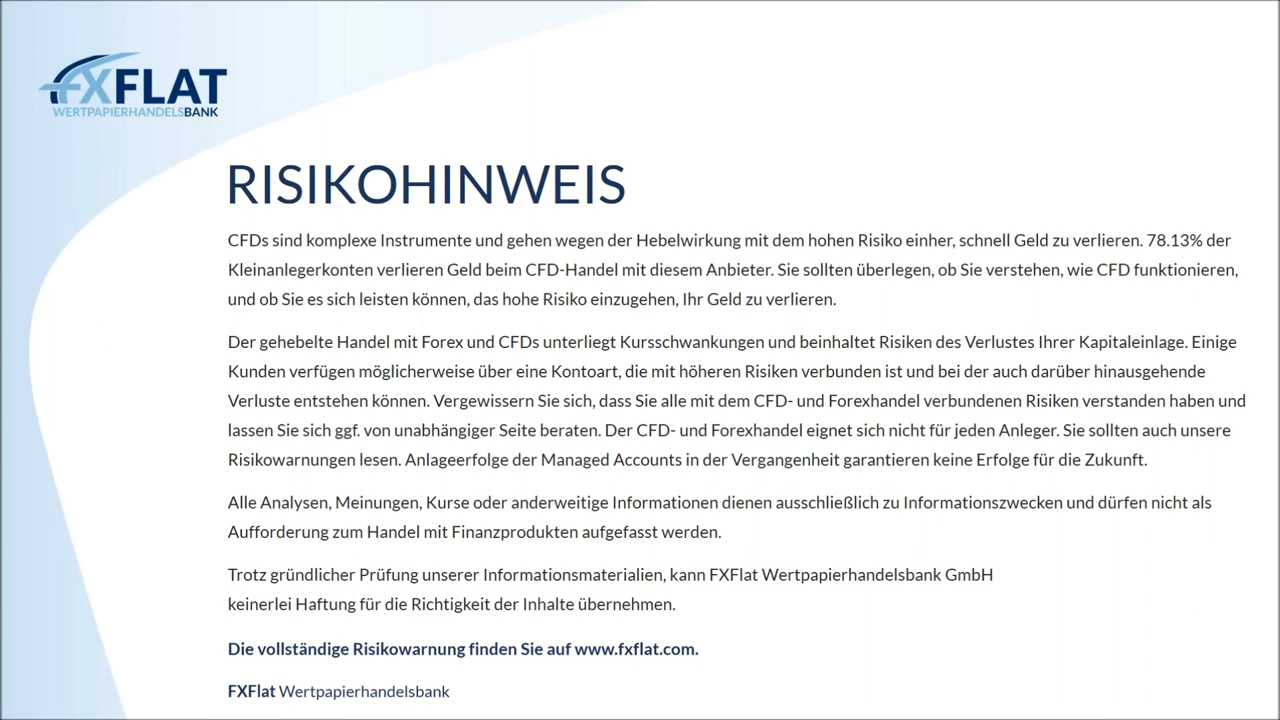 FXFLAT
WERTPAPIERHANDELSBANK
RISIKOHINWEIS
CFDs sind komplexe Instrumente und gehen wegen der Hebelwirkung mit dem hohen Risiko einher, schnell Geld zu verlieren. 78.13% der
Kleinanlegerkonten verlieren Geld beim CFD-Handel mit diesem Anbieter. Sie sollten überlegen, ob Sie verstehen, wie CFD funktionieren,
und ob Sie es sich leisten können, das hohe Risiko einzugehen, Ihr Geld zu verlieren.
Der gehebelte Handel mit Forex und CFDs unterliegt Kursschwankungen und beinhaltet Risiken des Verlustes Ihrer Kapitaleinlage. Einige
Kunden verfügen möglicherweise über eine Kontoart, die mit höheren Risiken verbunden ist und bei der auch darüber hinausgehende
Verluste entstehen können. Vergewissern Sie sich, dass Sie alle mit dem CFD- und Forexhandel verbundenen Risiken verstanden haben und
lassen Sie sich ggf. von unabhängiger Seite beraten. Der CFD- und Forexhandel eignet sich nicht für jeden Anleger. Sie sollten auch unsere
Risikowarnungen lesen. Anlageerfolge der Managed Accounts in der Vergangenheit garantieren keine Erfolge für die Zukunft.
Alle Analysen, Meinungen, Kurse oder anderweitige Informationen dienen ausschließlich zu Informationszwecken und dürfen nicht als
Aufforderung zum Handel mit Finanzprodukten aufgefasst werden.
Trotz gründlicher Prüfung unserer Informationsmaterialien, kann FXFlat Wertpapierhandelsbank GmbH
keinerlei Haftung für die Richtigkeit der Inhalte übernehmen.
Die vollständige Risikowarnung finden Sie auf www.fxflat.com.
FXFlat Wertpapierhandelsbank